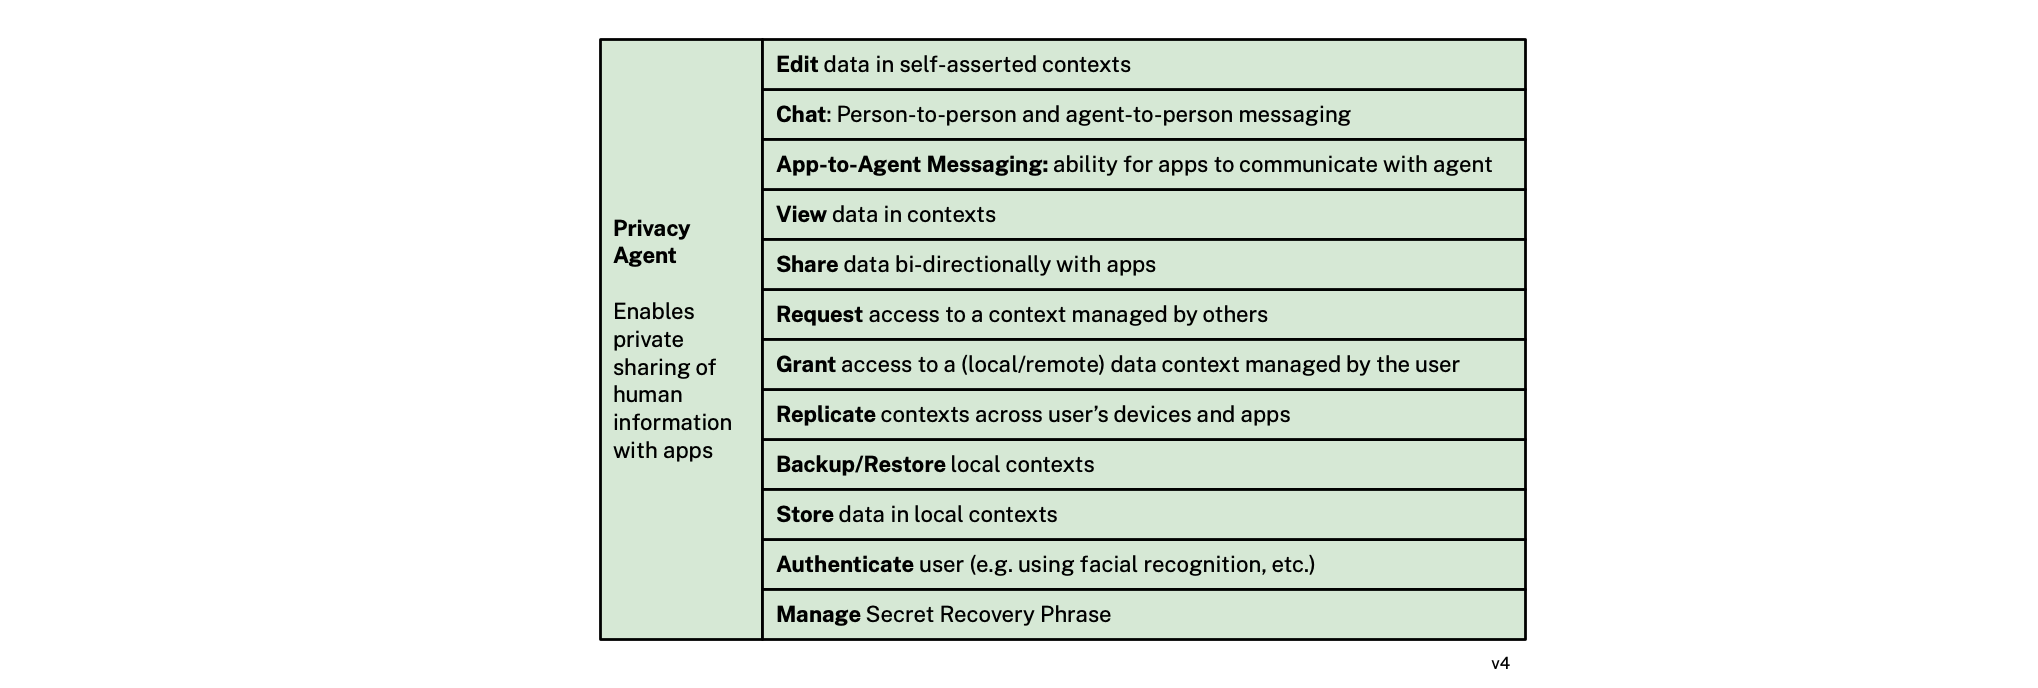 Privacy
Agent
Enables
private
sharing of
human
information
with apps
Edit data in self-asserted contexts
Chat: Person-to-person and agent-to-person messaging
App-to-Agent Messaging: ability for apps to communicate with agent
View data in contexts
Share data bi-directionally with apps
Request access to a context managed by others
Grant access to a (local/remote) data context managed by the user
Replicate contexts across user’s devices and apps
Backup/Restore local contexts
Store data in local contexts
Authenticate user (e.g. using facial recognition, etc.)
Manage Secret Recovery Phrase
v4